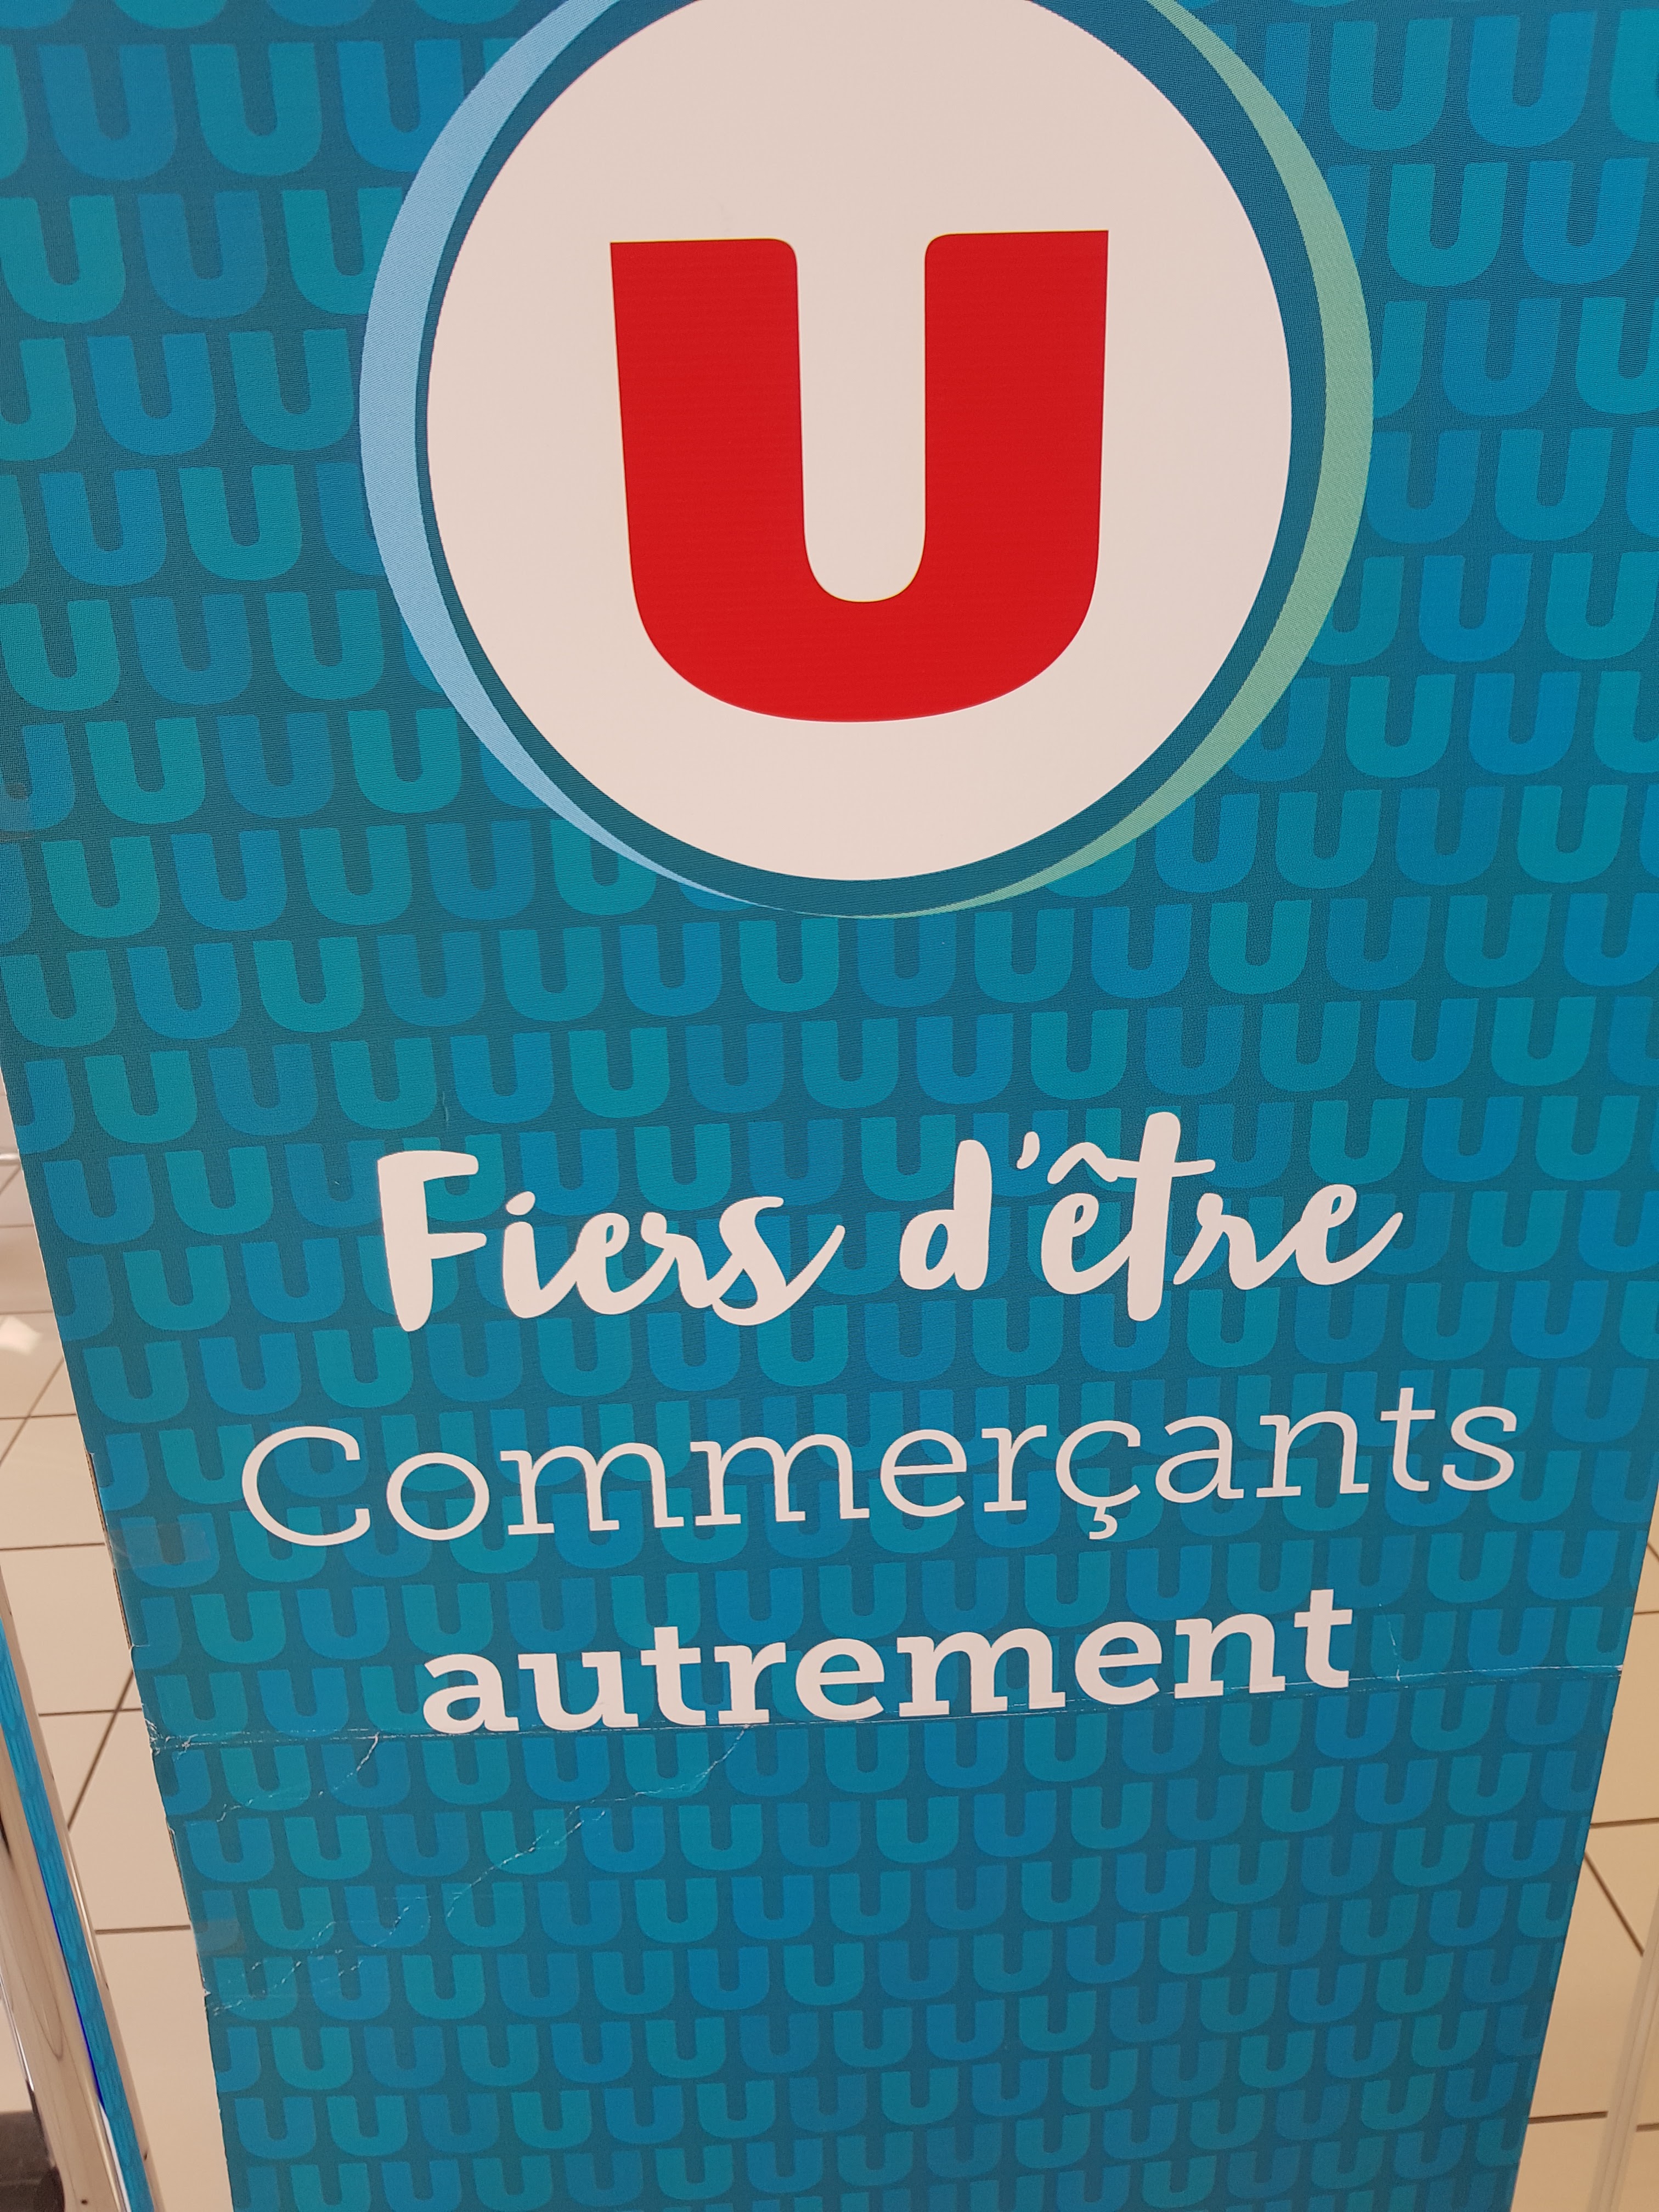 U
Fiers d'être
Commerçants
autrement